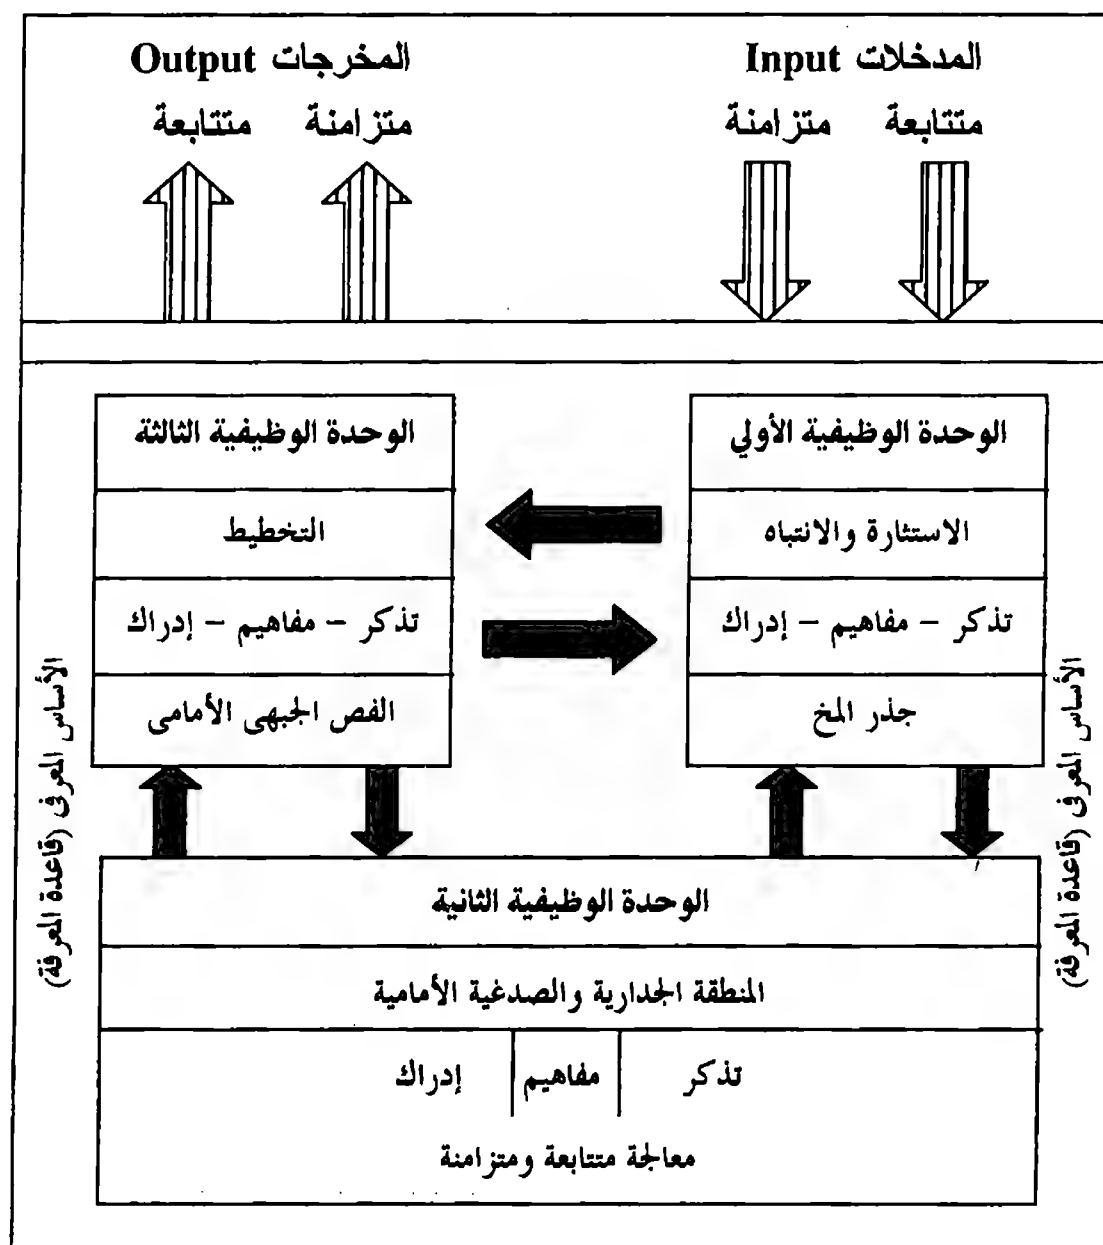 المدخلات Input
المخرجات Output
متتابعة
متزامنة
متزامنة
متتابعة
الوحدة الوظيفية الأولي
الاستثارة والانتباه
تذكر – مفاهيم – إدراك
جذر المخ
الوحدة الوظيفية الثالثة
التخطيط
تذكر – مفاهيم – إدراك
الفص الجبهى الأمامى
الأساس المعرفى (قاعدة المعرفة)
الأساس المعرفى (قاعدة المعرفة)
الوحدة الوظيفية الثانية
المنطقة الجدارية والصدغية الأمامية
تذكر
مفاهيم
إدراك
معالجة متتابعة ومتزامنة